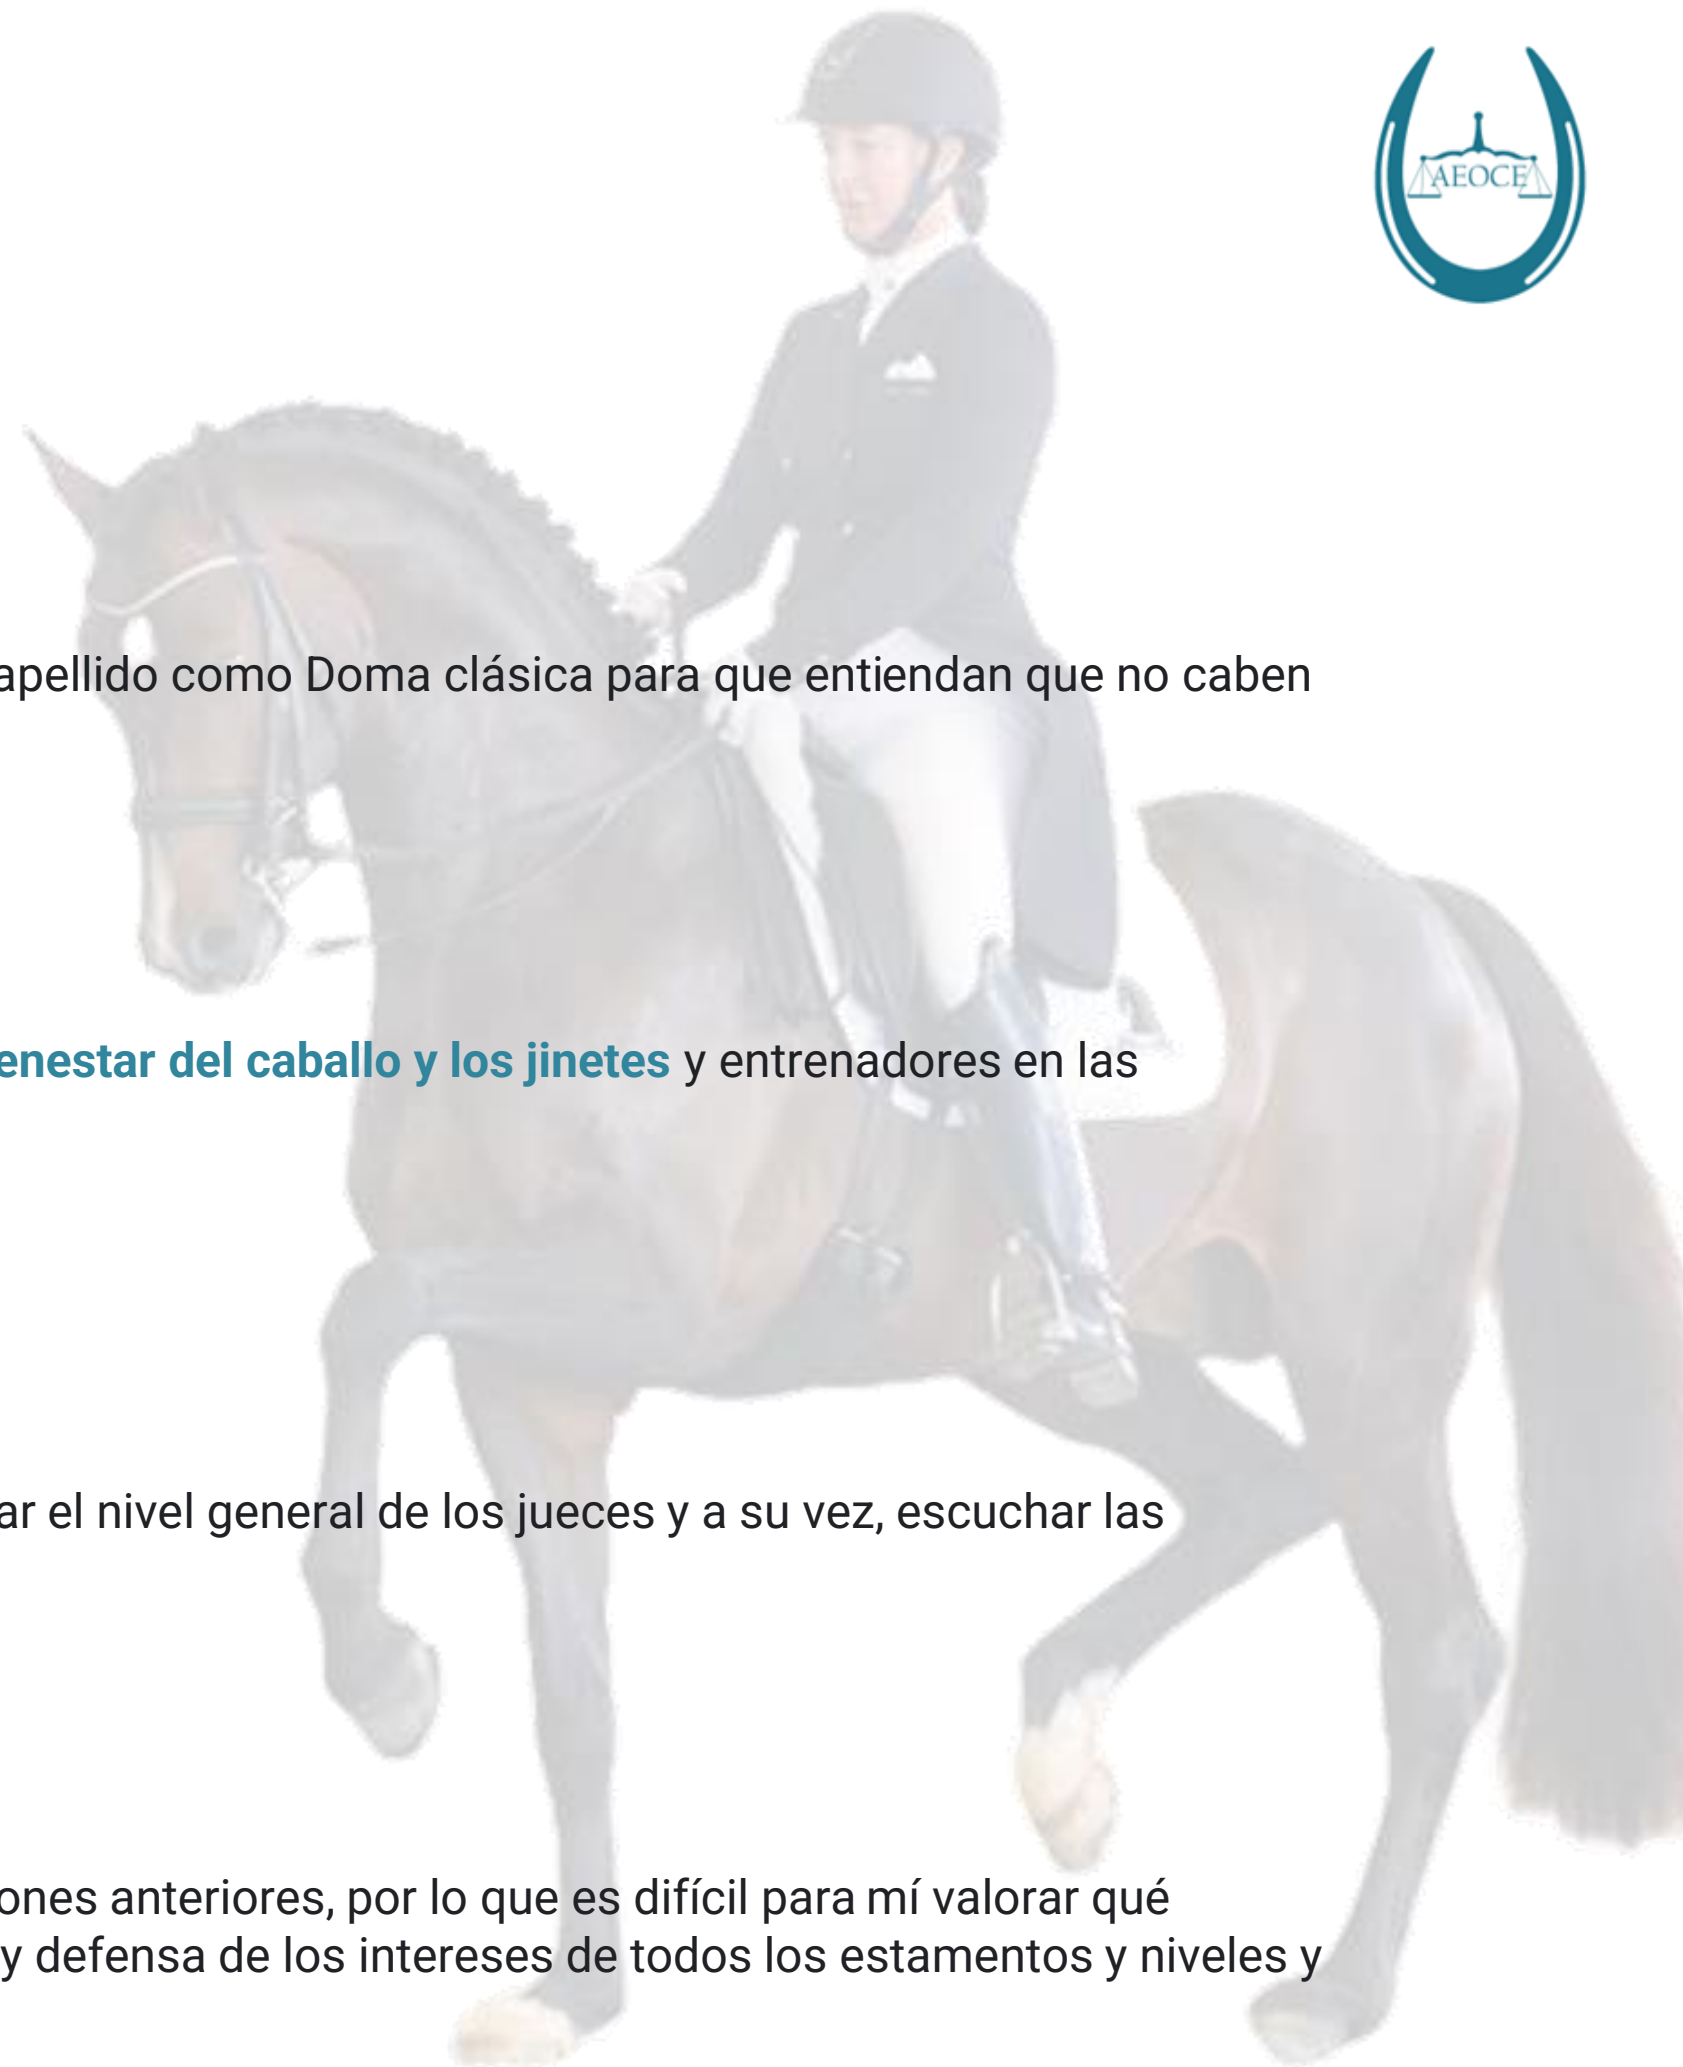 AEOCE
apellido como Doma clásica para que entiendan que no caben
enestar del caballo y los jinetes y entrenadores en las
ar el nivel general de los jueces y a su vez, escuchar las
ones anteriores, por lo que es difícil para mí valorar qué
y defensa de los intereses de todos los estamentos y niveles y